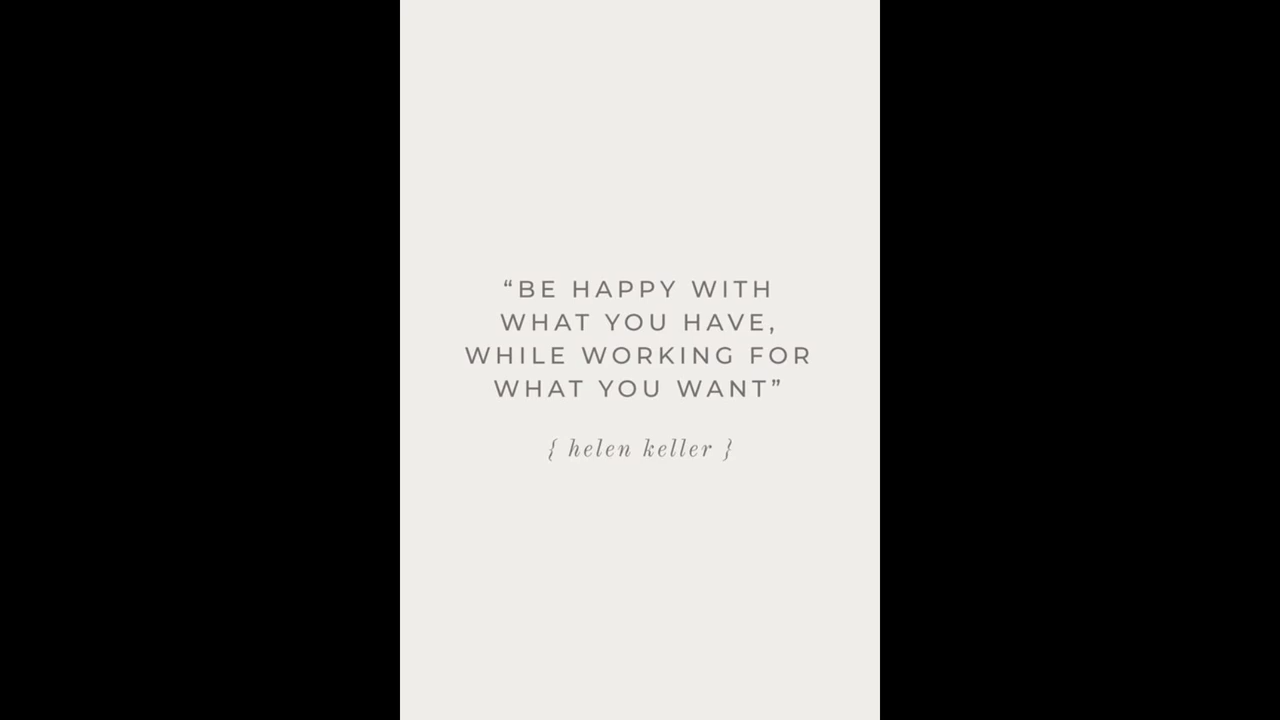 “BE HAPPY WITH
WHAT YOU HAVE,
WHILE WORKING FOR
WHAT YOU WANT”
{ helen keller }